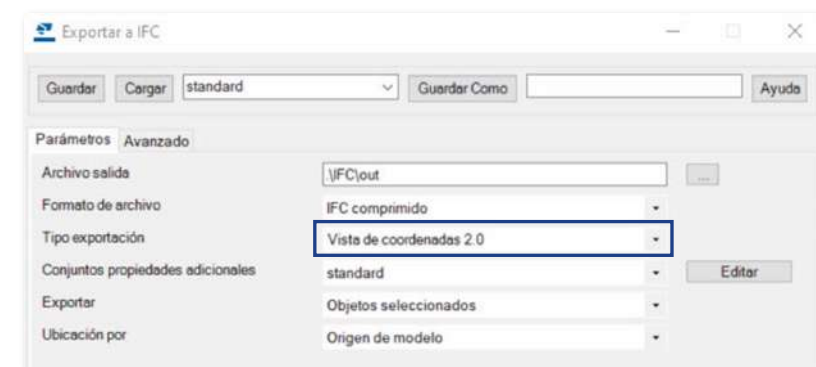 Exportar a IFC
Guardar Cargar standard Guardar Como Ayuda
Parámetros Avanzado
Archivo salida .\IFC\out ...
Formato de archivo IFC comprimido
Tipo exportación Vista de coordenadas 2.0
Conjuntos propiedades adicionales standard Editar
Exportar Objetos seleccionados
Ubicación por Origen de modelo